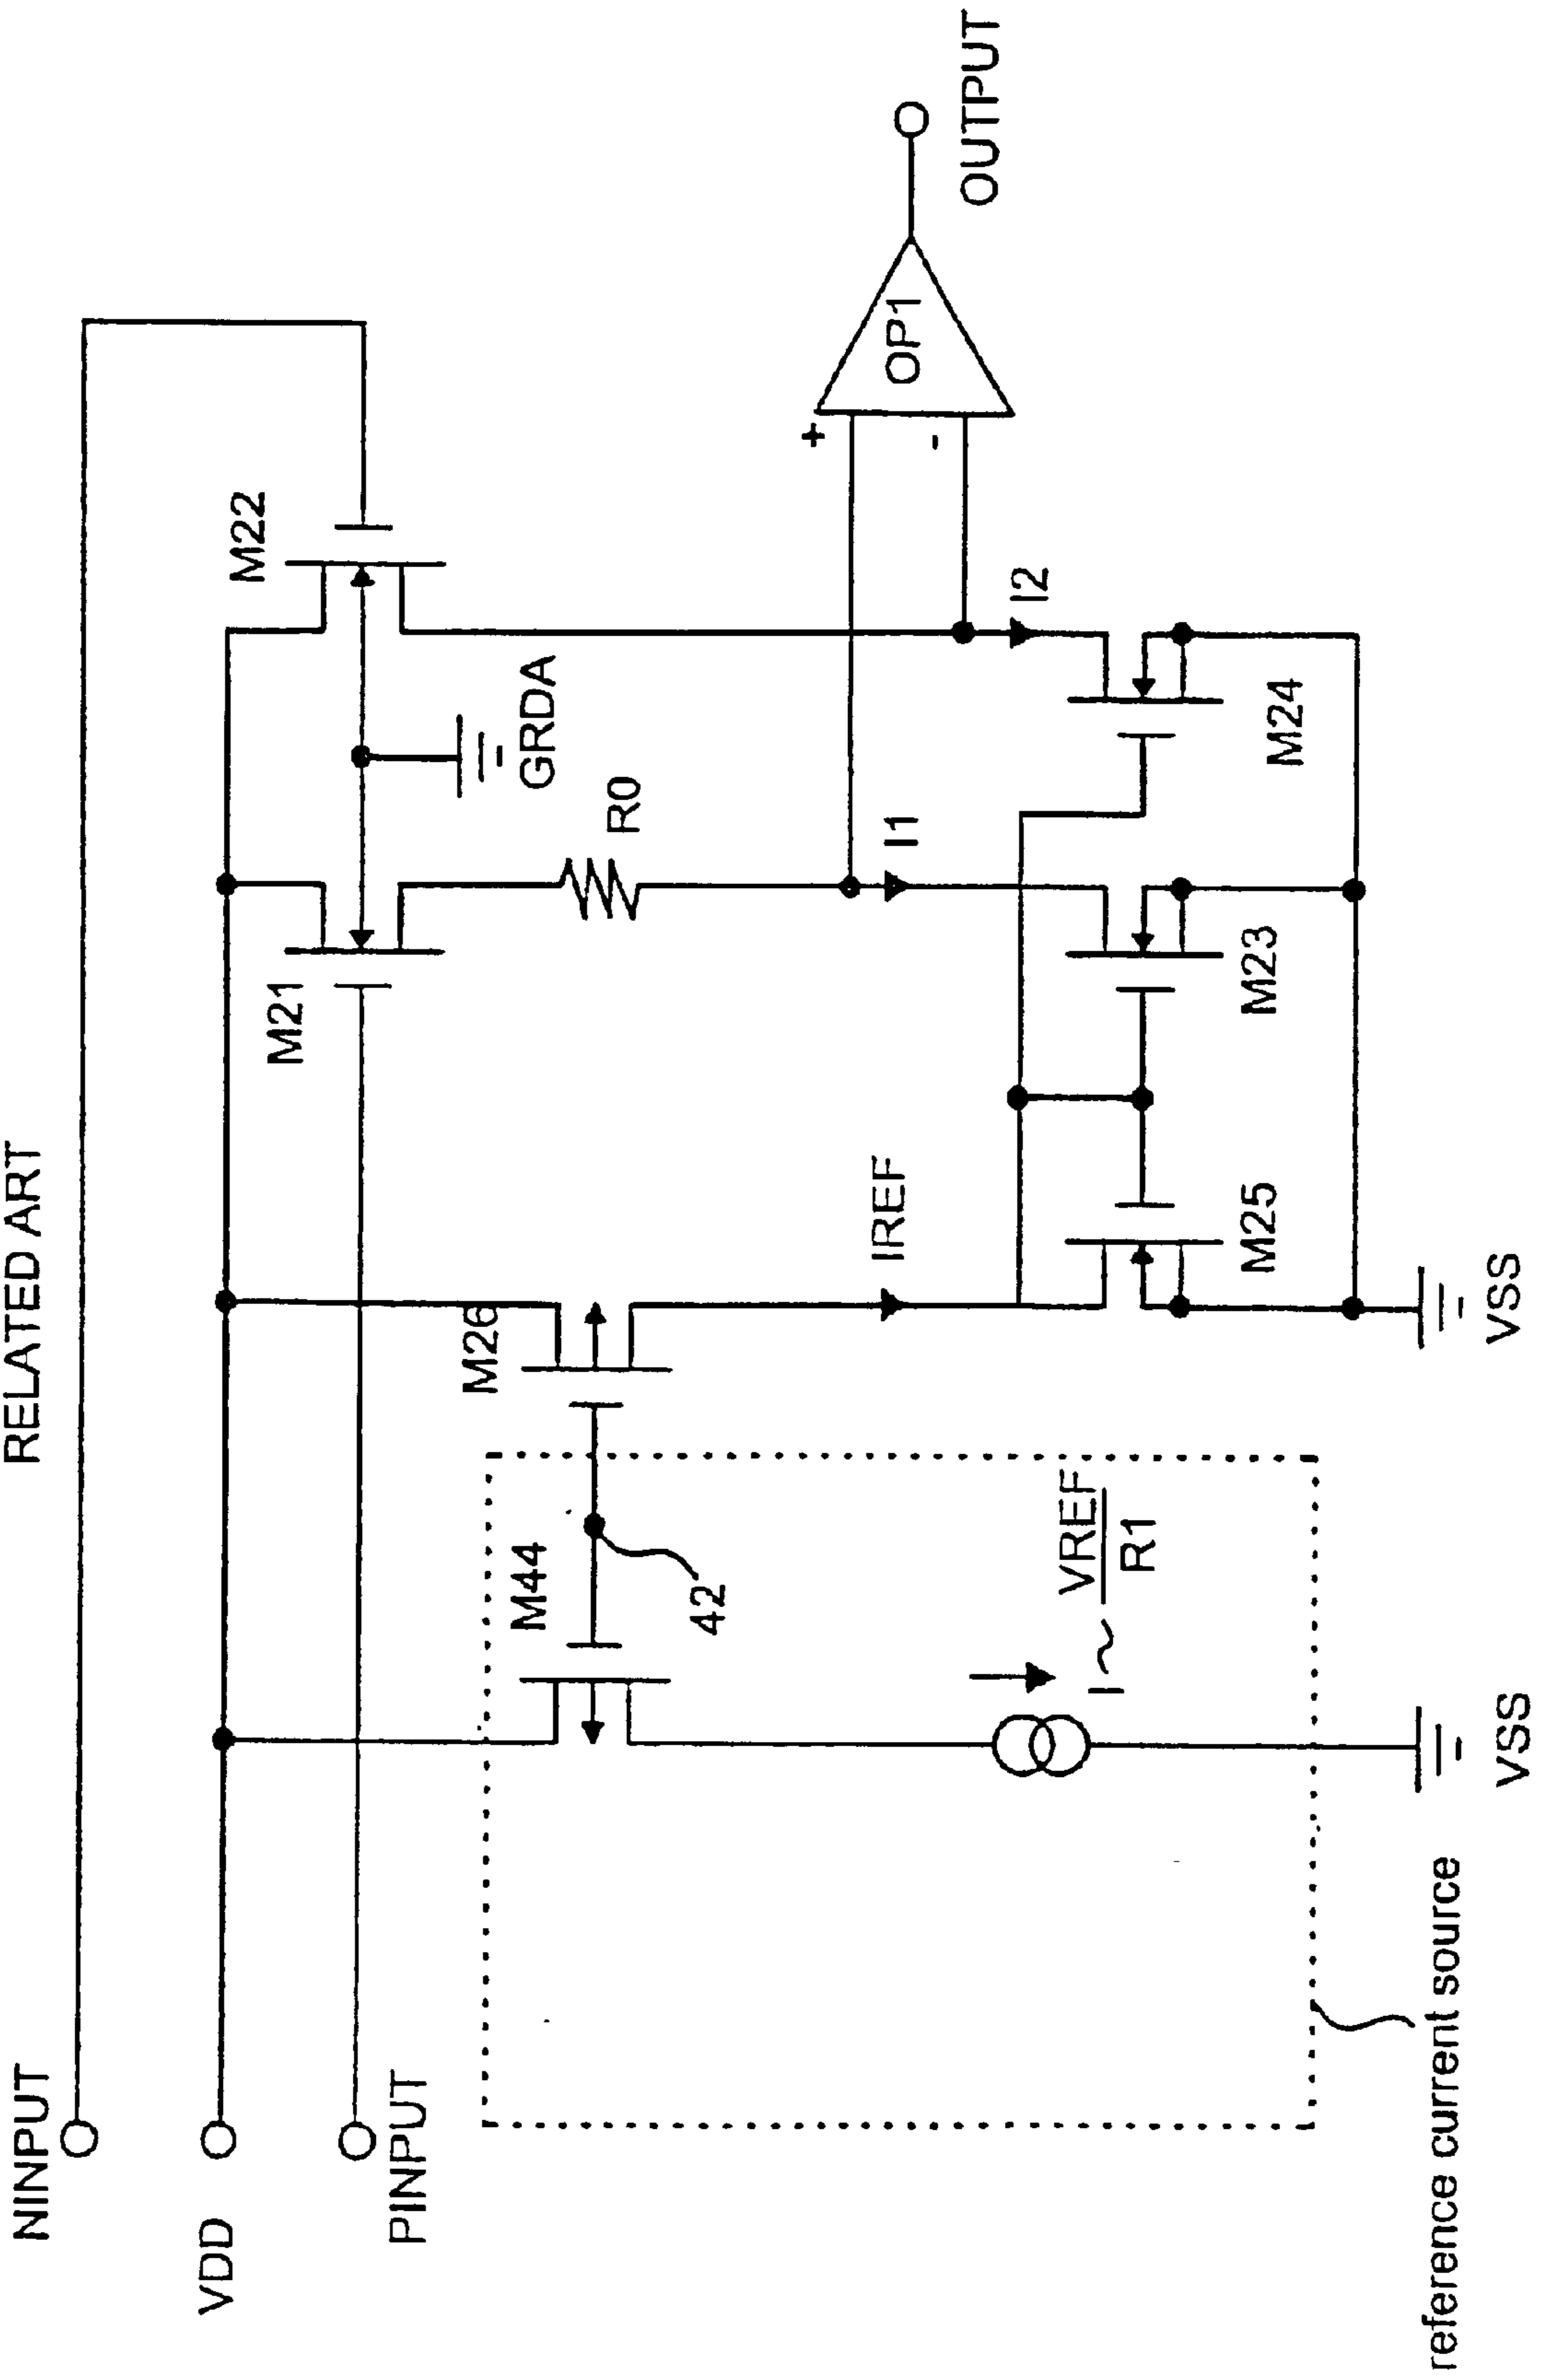 RELATED ART
NINPUT
VDD
PINPUT
M21
M22
GRDA
M26
M44
42
R0
OP1
+
-
OUTPUT
IREF
I1
I2
I ~ VREF
R1
M25
M23
M24
VSS
VSS
reference current source